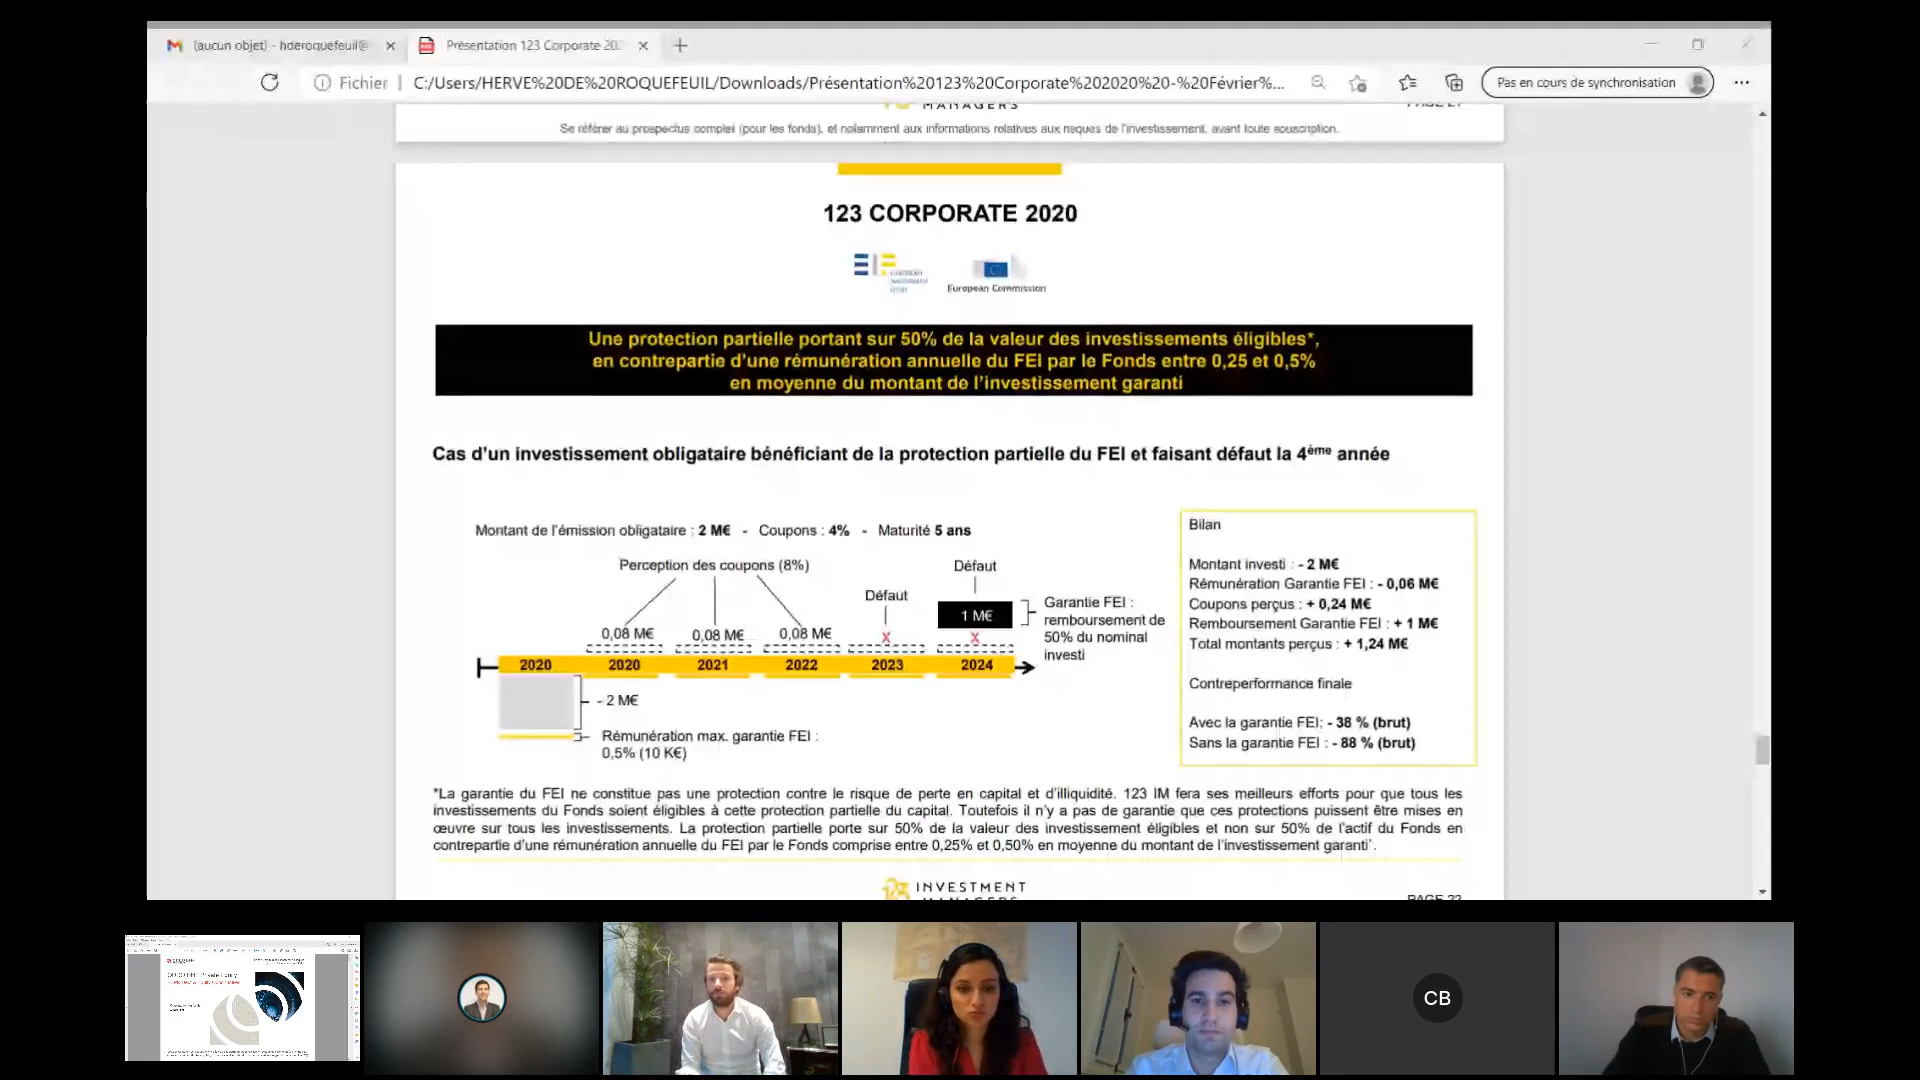 (aucun objet) - hderoquefeuil@
Présentation 123 Corporate 20
Fichier
C:/Users/HERVE%20DE%20ROQUEFEUIL/Downloads/Présentation%20123%20Corporate%202020%20-%20Février%...
Pas en cours de synchronisation
MANAGERS
PAGE 21
Se référer au prospectus complet (pour les fonds), et notamment aux informations relatives aux risques de l'investissement, avant toute souscription.
123 CORPORATE 2020
EUROPEAN
INVESTMENT
European Commission
Une protection partielle portant sur 50% de la valeur des investissements éligibles*,
en contrepartie d'une rémunération annuelle du FEI par le Fonds entre 0,25 et 0,5%
en moyenne du montant de l'investissement garanti
Cas d'un investissement obligataire bénéficiant de la protection partielle du FEI et faisant défaut la 4ème année
Montant de l'émission obligataire : 2 M€ - Coupons : 4% - Maturité 5 ans
Perception des coupons (8%)
Défaut
Défaut
1 M€
Garantie FEI :
remboursement de
50% du nominal
investi
0,08 M€
0,08 M€
0,08 M€
X
X
2020
2020
2021
2022
2023
2024
- 2 M€
Rémunération max. garantie FEI :
0,5% (10 K€)
Bilan
Montant investi : - 2 M€
Rémunération Garantie FEI : - 0,06 M€
Coupons perçus : + 0,24 M€
Remboursement Garantie FEI : + 1 M€
Total montants perçus : + 1,24 M€
Contreperformance finale
Avec la garantie FEI: - 38 % (brut)
Sans la garantie FEI : - 88 % (brut)
*La garantie du FEI ne constitue pas une protection contre le risque de perte en capital et d'illiquidité. 123 IM fera ses meilleurs efforts pour que tous les
investissements du Fonds soient éligibles à cette protection partielle du capital. Toutefois il n'y a pas de garantie que ces protections puissent être mises en
œuvre sur tous les investissements. La protection partielle porte sur 50% de la valeur des investissement éligibles et non sur 50% de l'actif du Fonds en
contrepartie d'une rémunération annuelle du FEI par le Fonds comprise entre 0,25% et 0,50% en moyenne du montant de l'investissement garanti*.
123 INVESTMENT
MANAGERS
PAGE 22
CB